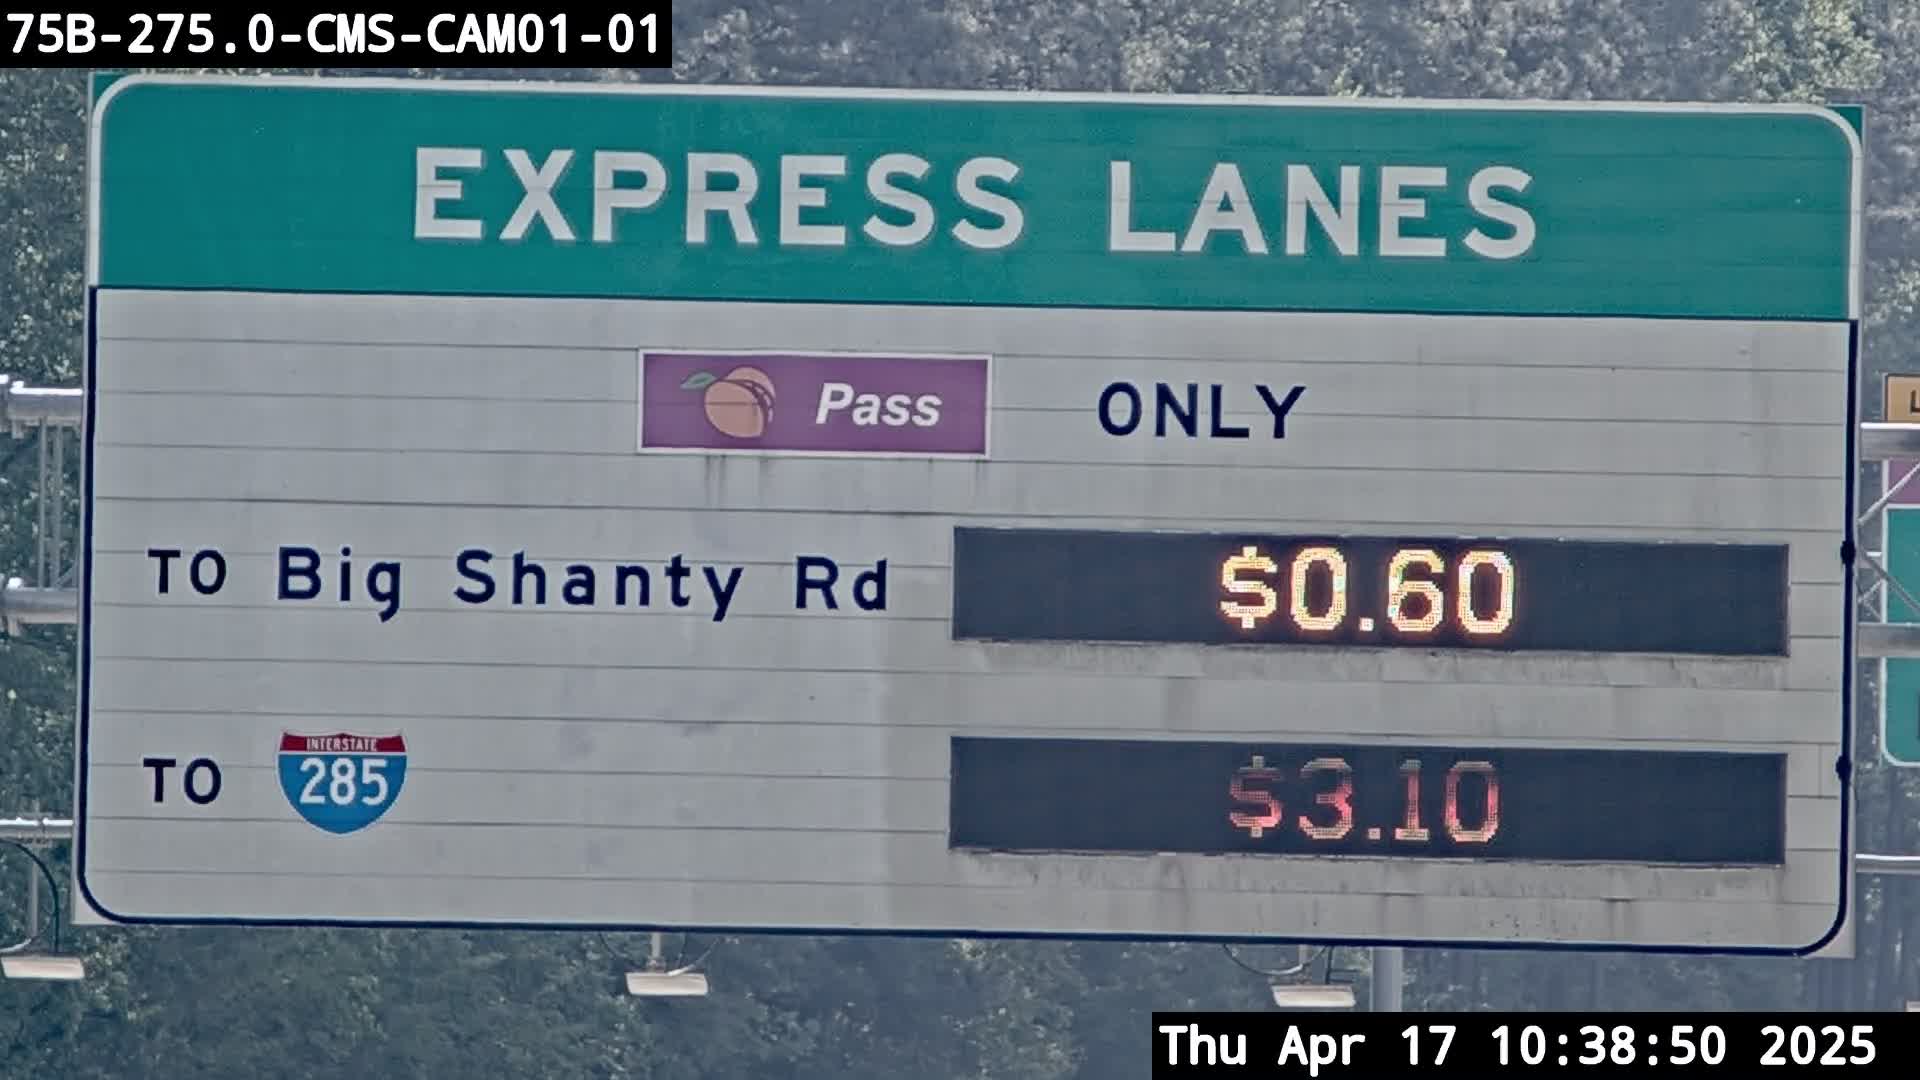 75B-275.0-CMS-CAM01-01
EXPRESS LANES
Pass ONLY
TO Big Shanty Rd $0.60
INTERSTATE
TO 285 $3.10
Thu Apr 17 10:38:50 2025